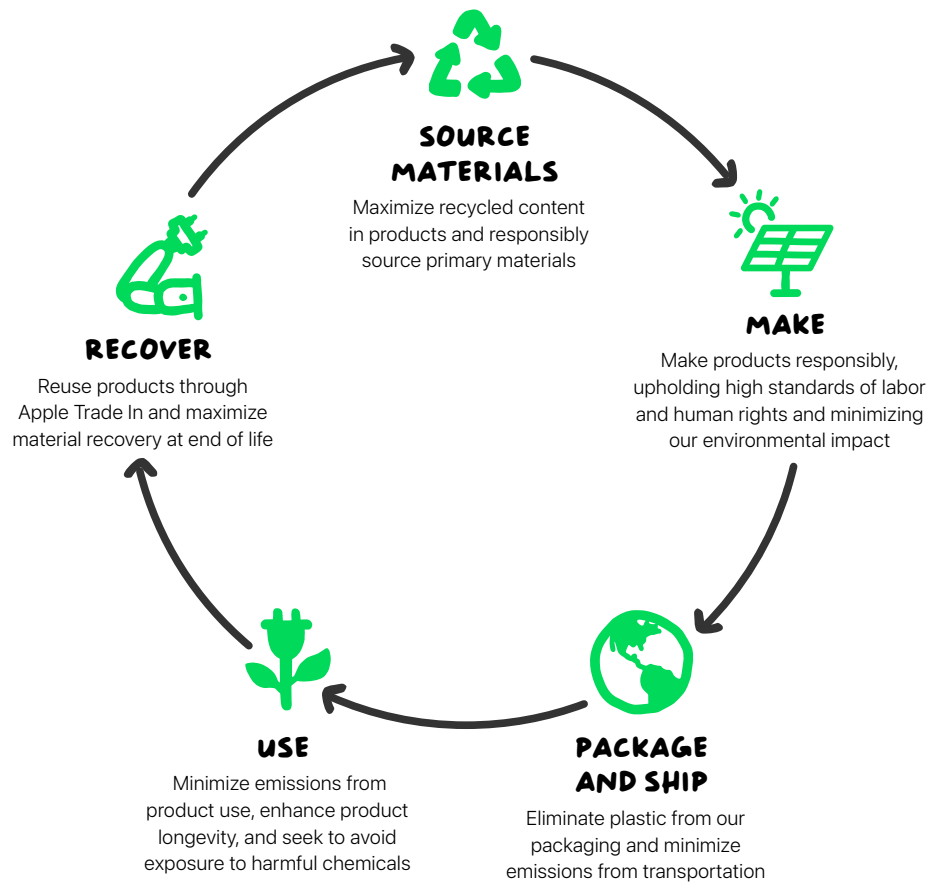 SOURCE
MATERIALS
Maximize recycled content
in products and responsibly
source primary materials
MAKE
Make products responsibly,
upholding high standards of labor
and human rights and minimizing
our environmental impact
PACKAGE
AND SHIP
Eliminate plastic from our
packaging and minimize
emissions from transportation
USE
Minimize emissions from
product use, enhance product
longevity, and seek to avoid
exposure to harmful chemicals
RECOVER
Reuse products through
Apple Trade In and maximize
material recovery at end of life